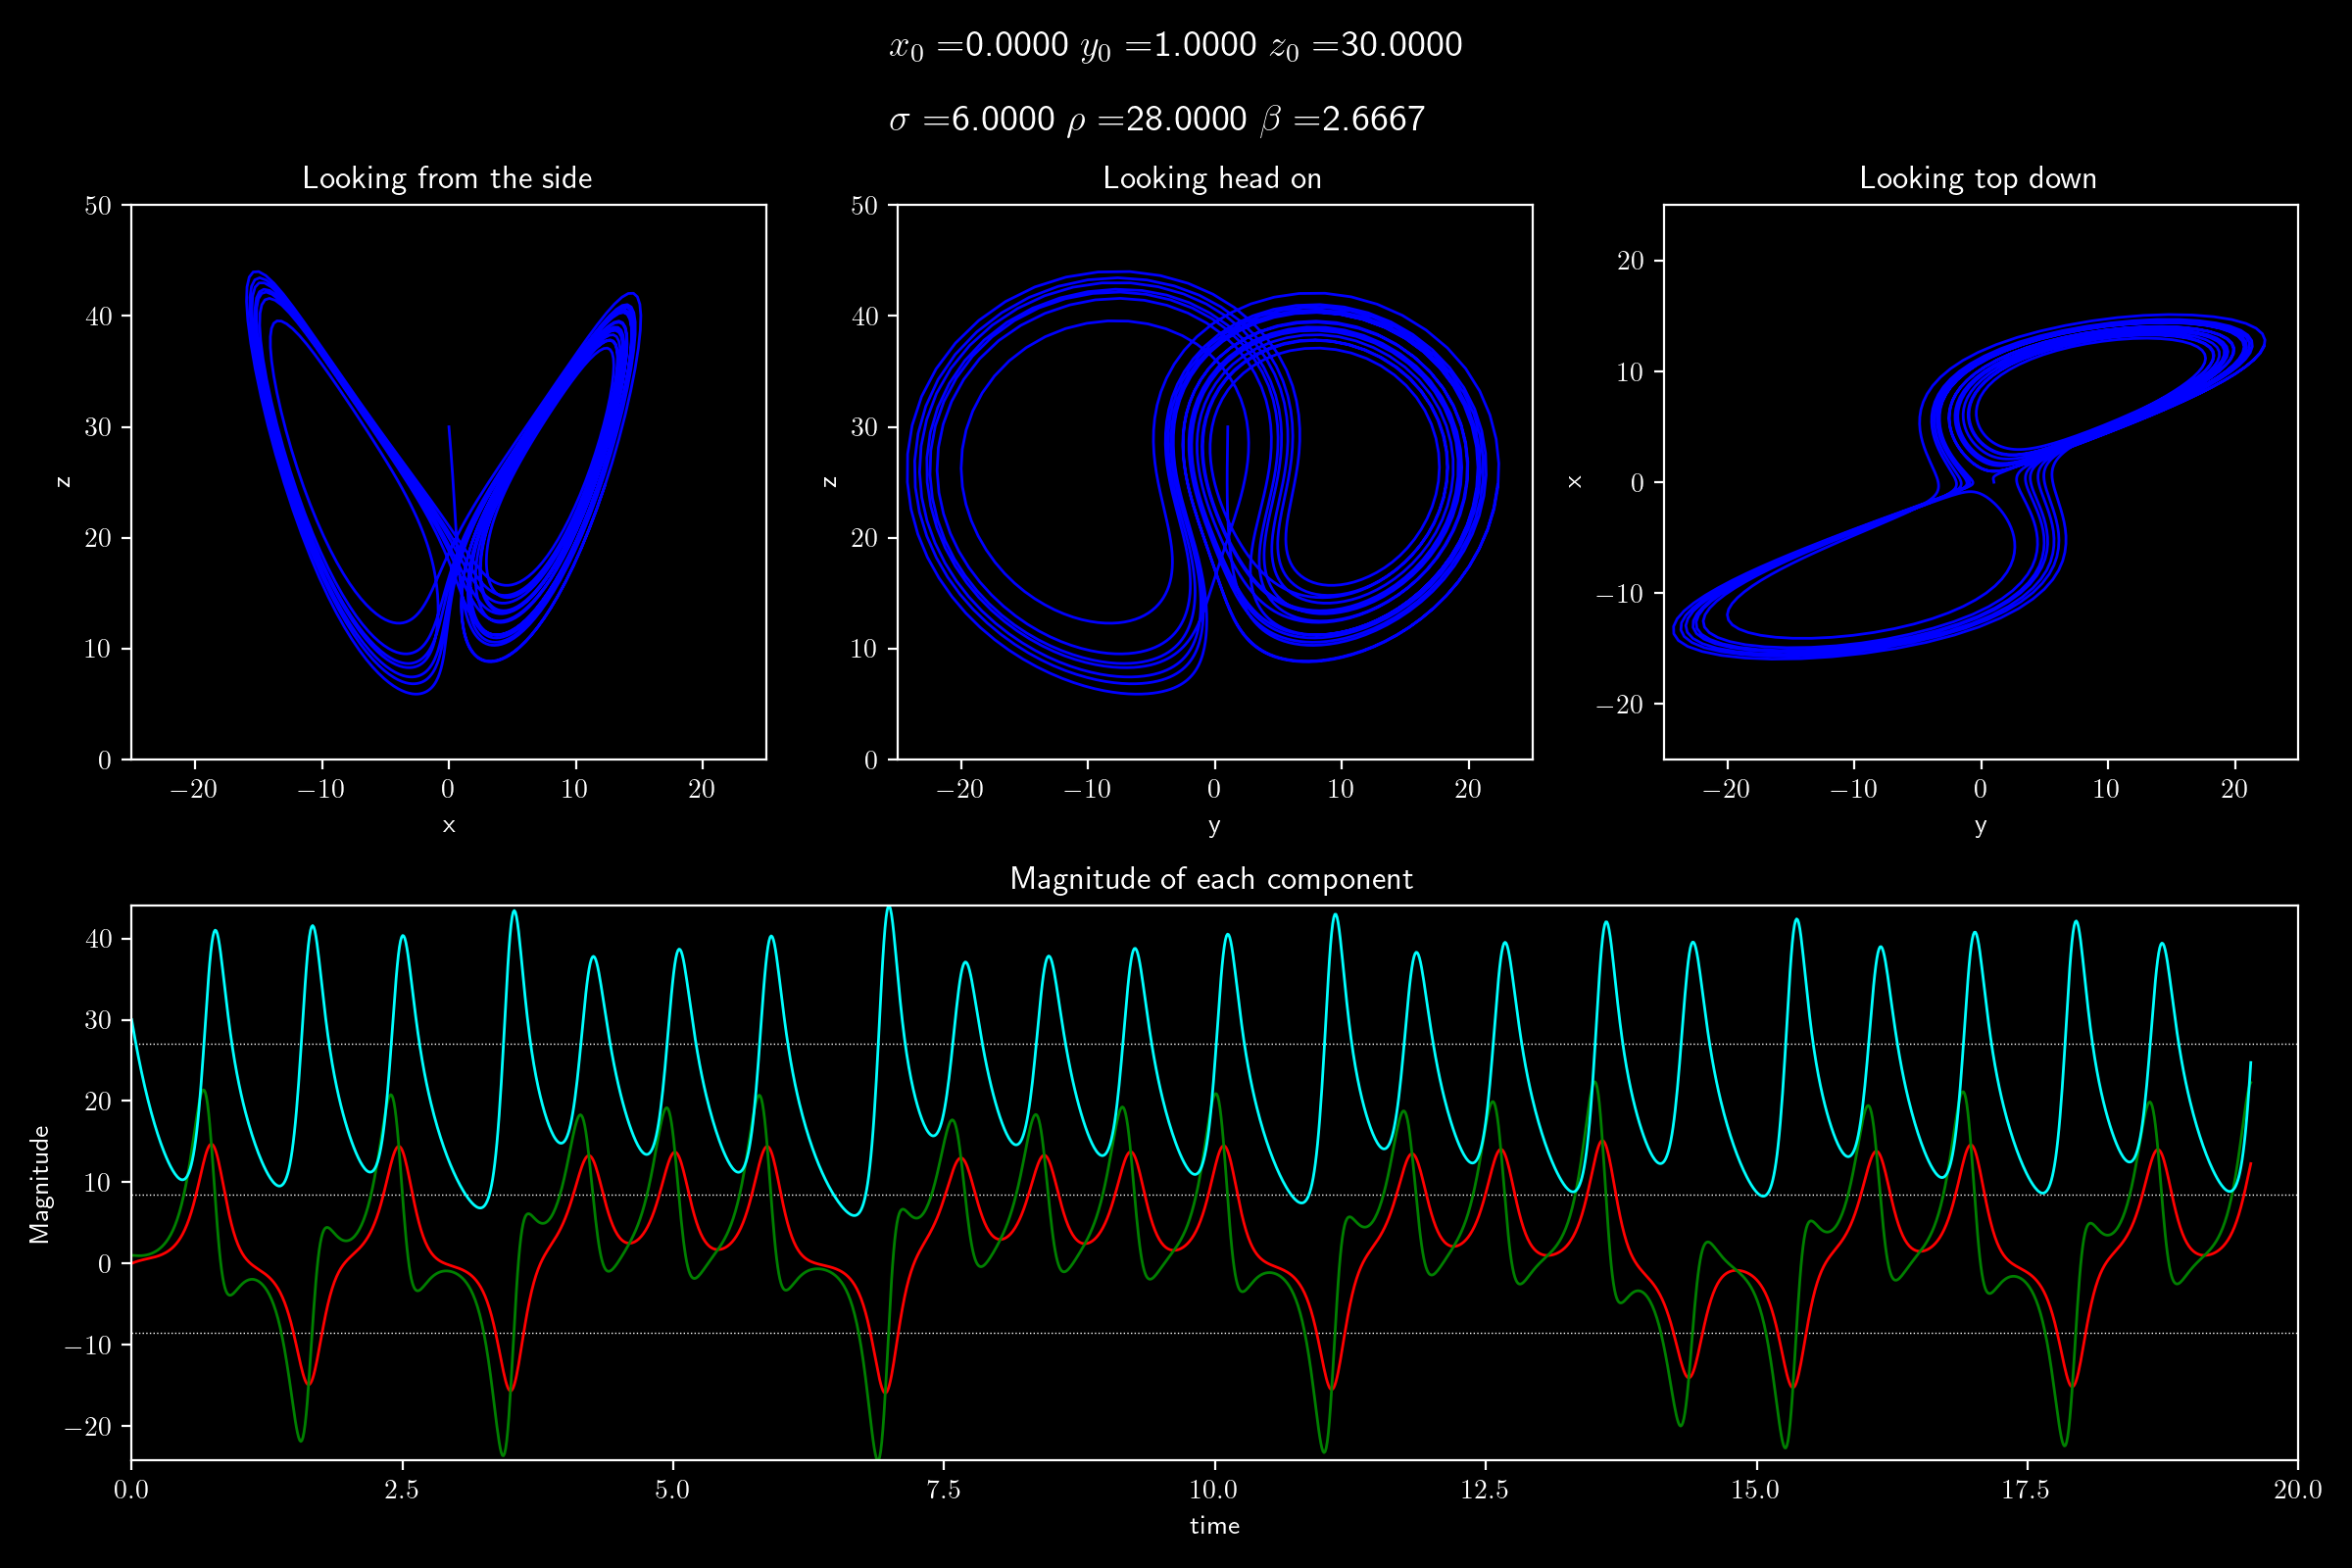 x₀ =0.0000 y₀ =1.0000 z₀ =30.0000
σ =6.0000 ρ =28.0000 β =2.6667
Looking from the side
Looking head on
Looking top down
50
40
30
20
10
0
z
−20 −10 0 10 20
x
50
40
30
20
10
0
z
−20 −10 0 10 20
y
20
10
0
−10
−20
x
−20 −10 0 10 20
y
Magnitude of each component
40
30
20
10
0
−10
−20
Magnitude
0.0 2.5 5.0 7.5 10.0 12.5 15.0 17.5 20.0
time